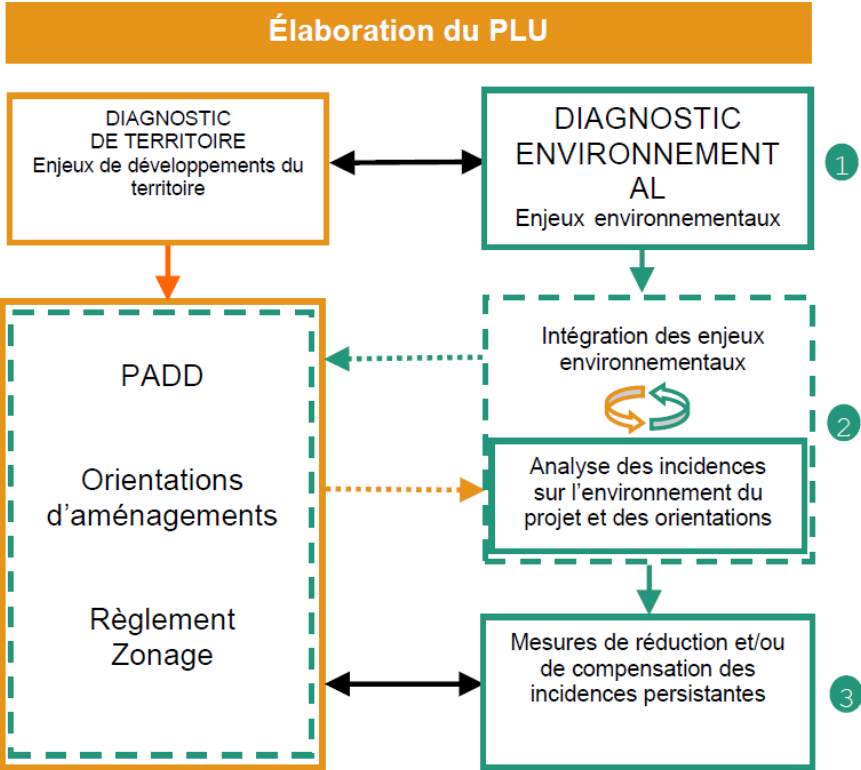 Élaboration du PLU
DIAGNOSTIC
DE TERRITOIRE
Enjeux de développements du
territoire
DIAGNOSTIC
ENVIRONNEMENT
AL
Enjeux environnementaux
1
PADD
Orientations
d'aménagements
Règlement
Zonage
Intégration des enjeux
environnementaux
2
Analyse des incidences
sur l'environnement du
projet et des orientations
Mesures de réduction et/ou
de compensation des
incidences persistantes
3